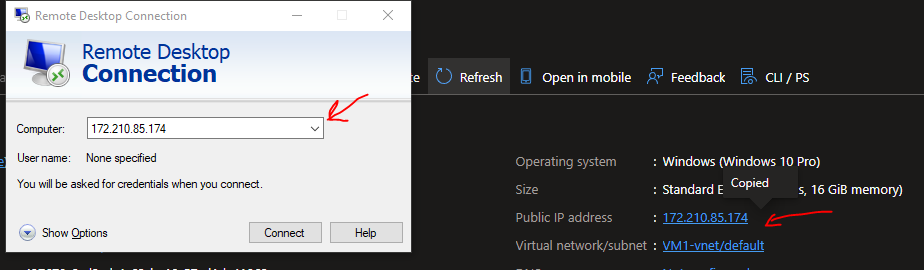 Remote Desktop Connection
Remote Desktop
Connection
Computer:
172.210.85.174
User name: None specified
You will be asked for credentials when you connect.
Show Options
Connect
Help
Refresh
Open in mobile
Feedback
CLI / PS
Operating system : Windows (Windows 10 Pro)
Copied
Size : Standard s, 16 GiB memory)
Public IP address : 172.210.85.174
Virtual network/subnet : VM1-vnet/default